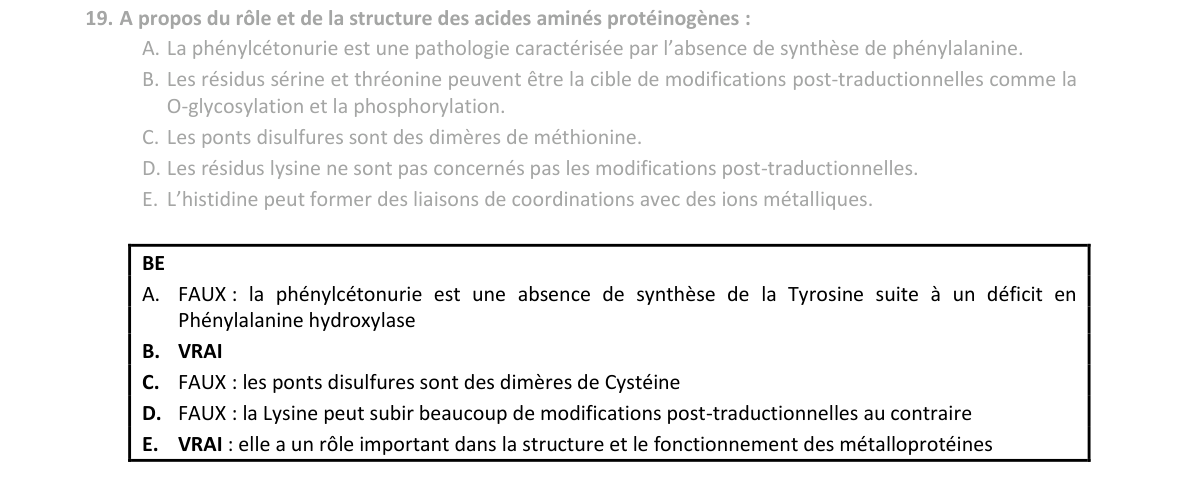 19. A propos du rôle et de la structure des acides aminés protéinogènes :
A. La phénylcétonurie est une pathologie caractérisée par l'absence de synthèse de phénylalanine.
B. Les résidus sérine et thréonine peuvent être la cible de modifications post-traductionnelles comme la
O-glycosylation et la phosphorylation.
C. Les ponts disulfures sont des dimères de méthionine.
D. Les résidus lysine ne sont pas concernés pas les modifications post-traductionnelles.
E. L'histidine peut former des liaisons de coordinations avec des ions métalliques.
BE
A. FAUX : la phénylcétonurie est une absence de synthèse de la Tyrosine suite à un déficit en
Phénylalanine hydroxylase
B. VRAI
C. FAUX : les ponts disulfures sont des dimères de Cystéine
D. FAUX : la Lysine peut subir beaucoup de modifications post-traductionnelles au contraire
E. VRAI : elle a un rôle important dans la structure et le fonctionnement des métalloprotéines